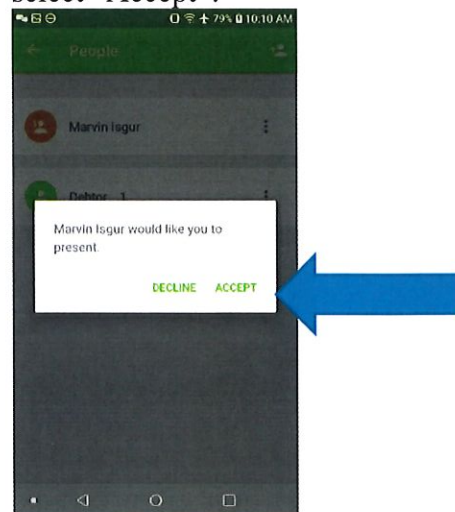 select "Accept".
79% 10:10 AM
People
Marvin Isgur
Debtor 1
Marvin Isgur would like you to
present.
DECLINE ACCEPT